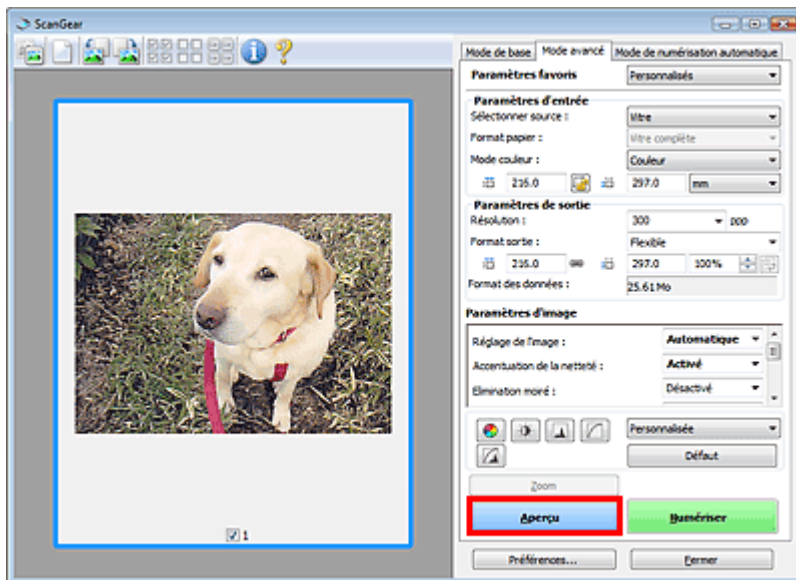 ScanGear
Mode de base Mode avancé Mode de numérisation automatique
Paramètres favoris Personnalisés
Paramètres d'entrée
Sélectionner source : Vitre
Format papier : Vitre complète
Mode couleur : Couleur
216.0 297.0 mm
Paramètres de sortie
Résolution : 300 ppp
Format sortie : Flexible
216.0 297.0 100%
Format des données : 25.61 Mo
Paramètres d'image
Réglage de l'image : Automatique
Accentuation de la netteté : Activé
Elimination moiré : Désactivé
Personnalisée
Défaut
Zoom
Aperçu Numériser
1
Préférences... Fermer